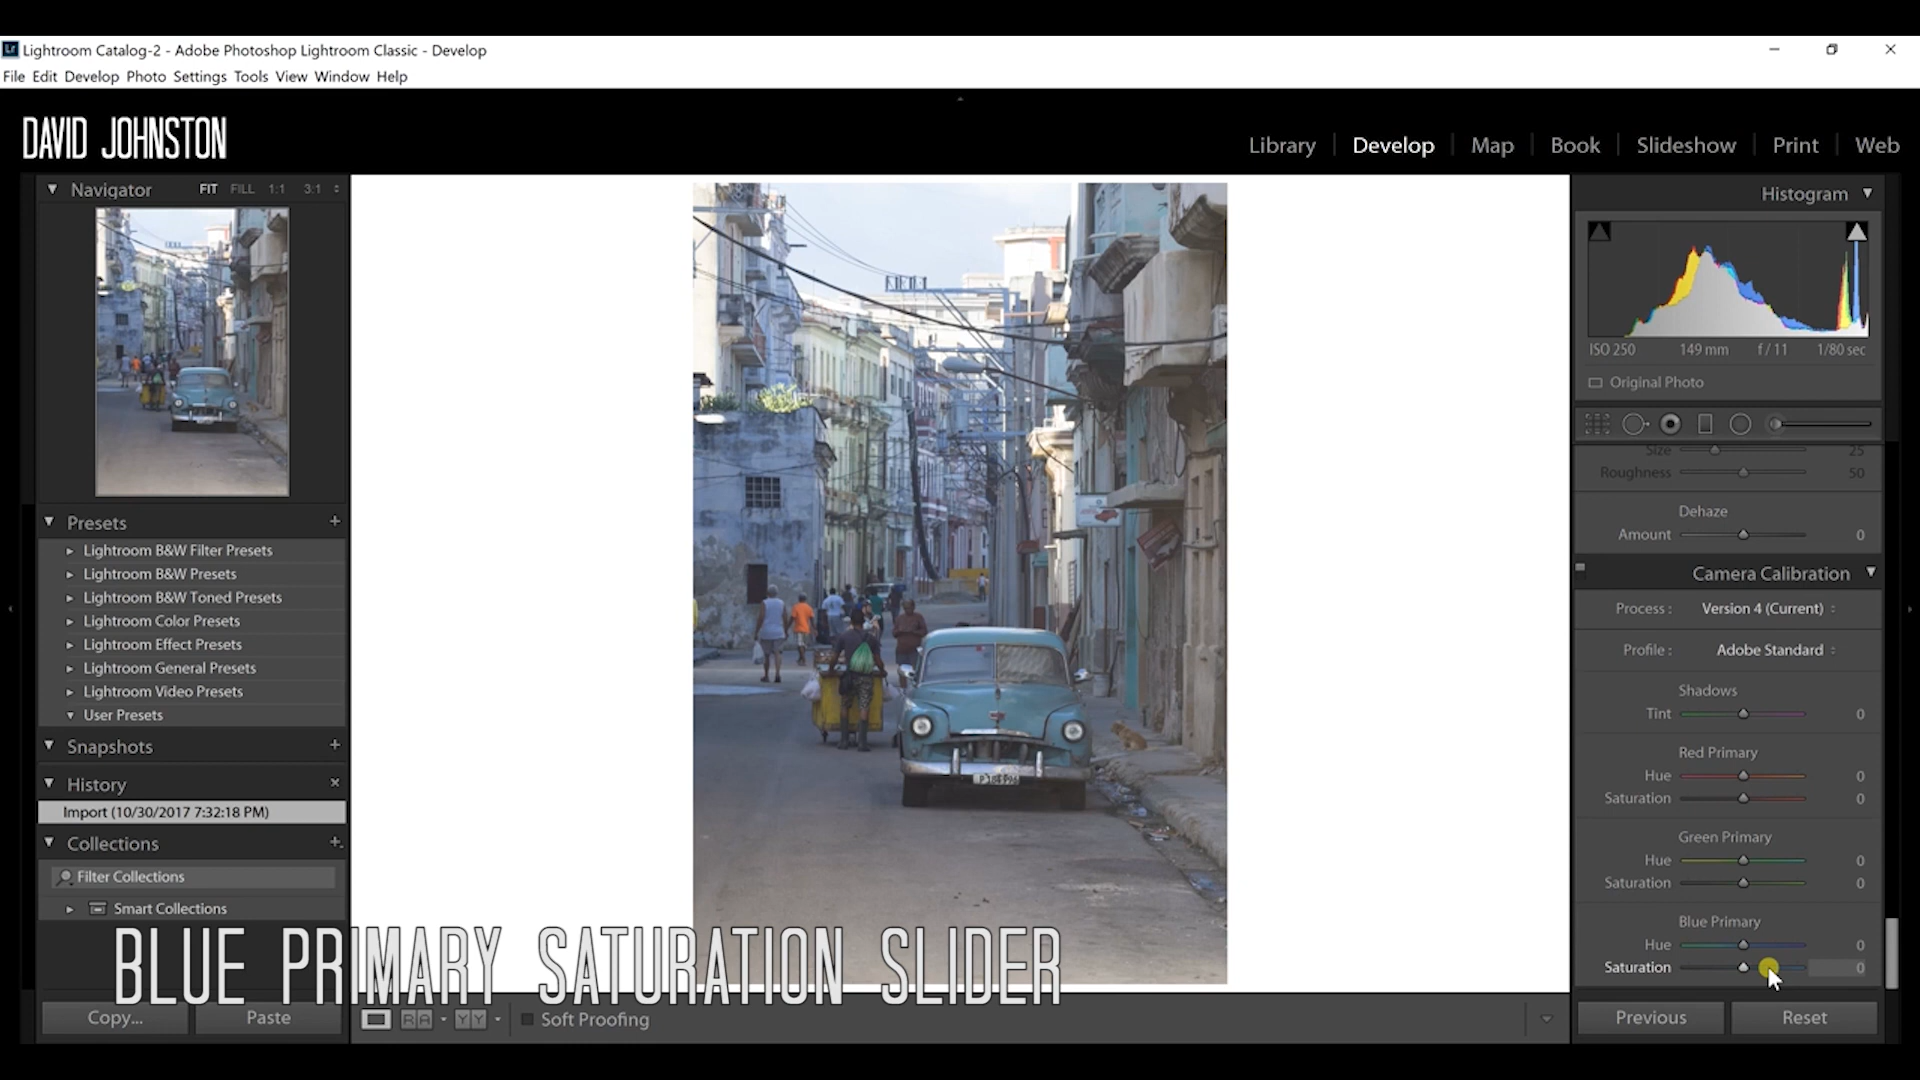 Lr Lightroom Catalog-2 - Adobe Photoshop Lightroom Classic - Develop
File Edit Develop Photo Settings Tools View Window Help
DAVID JOHNSTON
Library Develop Map Book Slideshow Print Web
Navigator FIT FILL 1:1 3:1
Histogram
ISO 250 149 mm f / 11 1/80 sec
Original Photo
Size 25
Roughness 50
Dehaze
Amount 0
Camera Calibration
Process : Version 4 (Current)
Profile : Adobe Standard
Shadows
Tint 0
Red Primary
Hue 0
Saturation 0
Green Primary
Hue 0
Saturation 0
Blue Primary
Hue 0
Saturation 0
Presets
Lightroom B&W Filter Presets
Lightroom B&W Presets
Lightroom B&W Toned Presets
Lightroom Color Presets
Lightroom Effect Presets
Lightroom General Presets
Lightroom Video Presets
User Presets
Snapshots
History
Import (10/30/2017 7:32:18 PM)
Collections
Filter Collections
Smart Collections
BLUE PRIMARY SATURATION SLIDER
Copy... Paste
RA YY Soft Proofing
Previous Reset